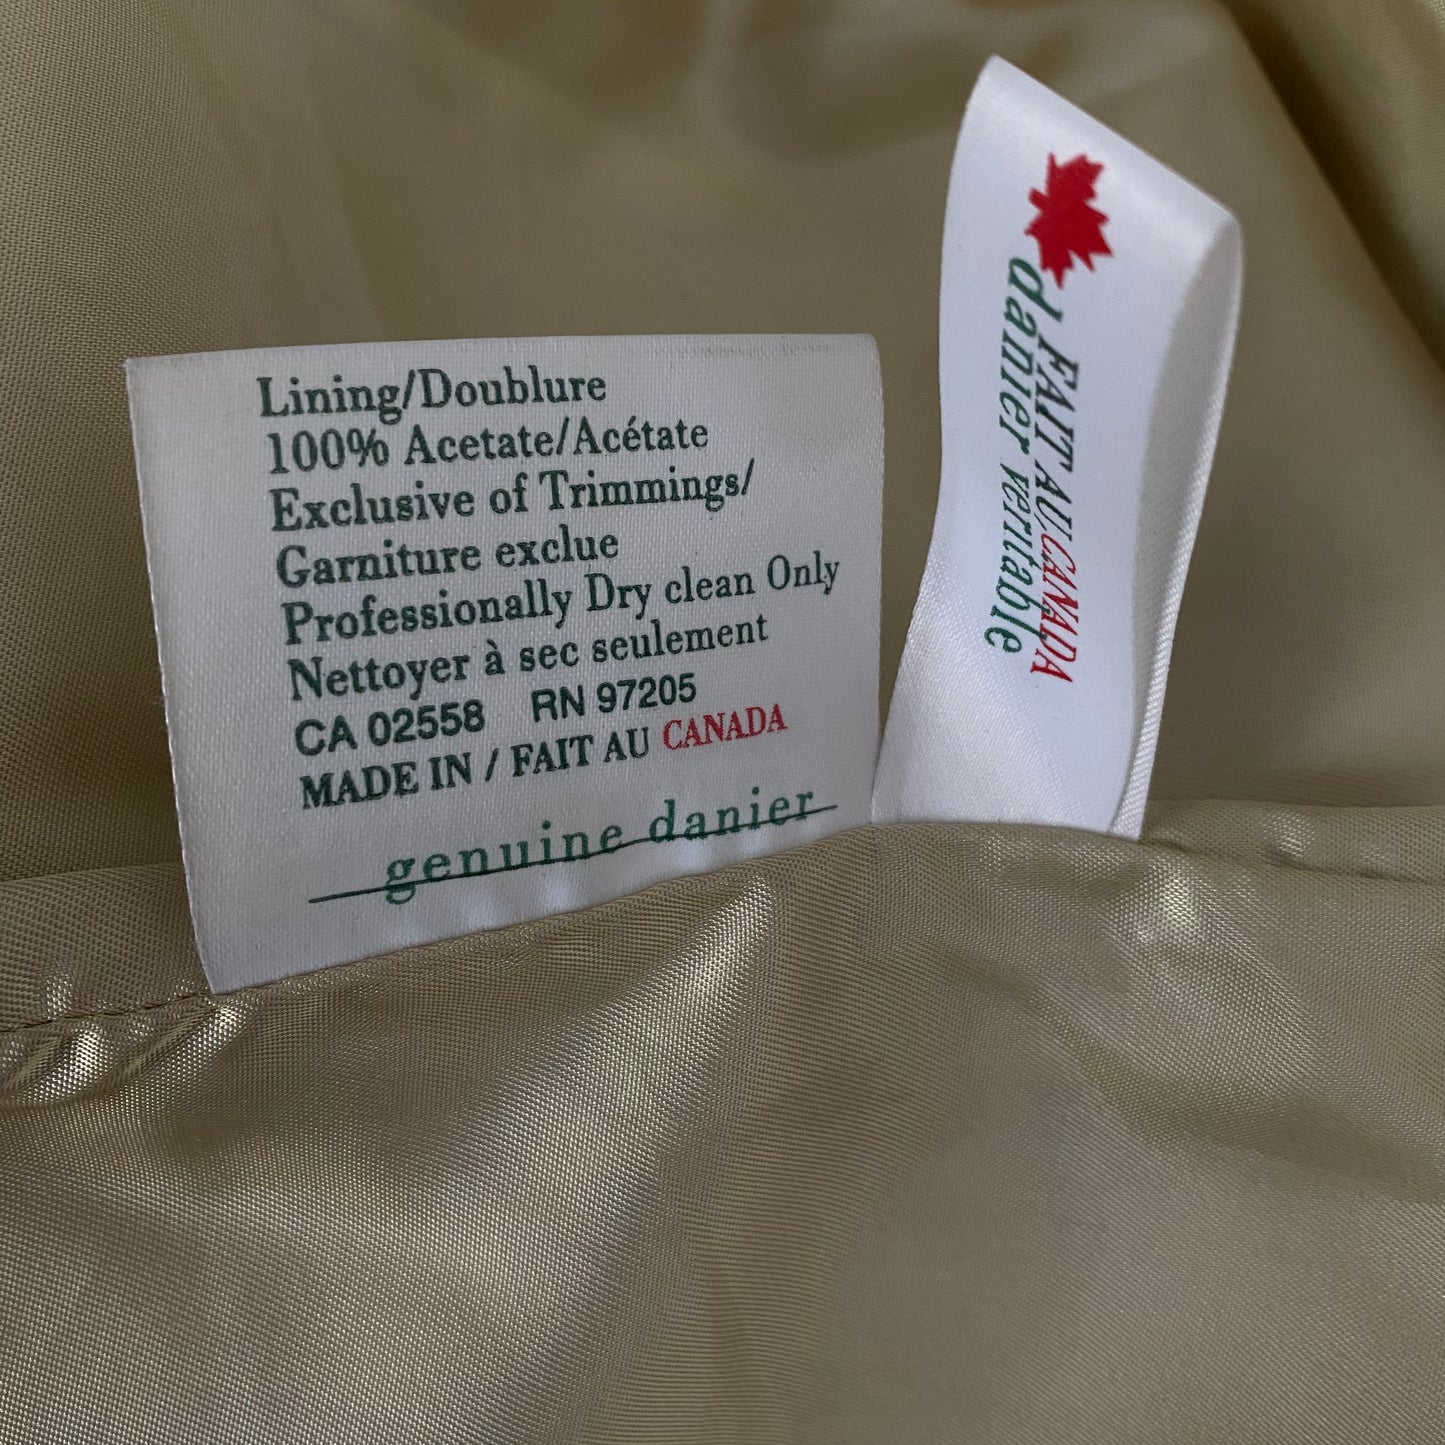 Lining/Doublure
100% Acetate/Acétate
Exclusive of Trimmings/
Garniture exclue
Professionally Dry clean Only
Nettoyer à sec seulement
CA 02558 RN 97205
MADE IN / FAIT AU CANADA
genuine danier
FAIT AU CANADA
danier veritable